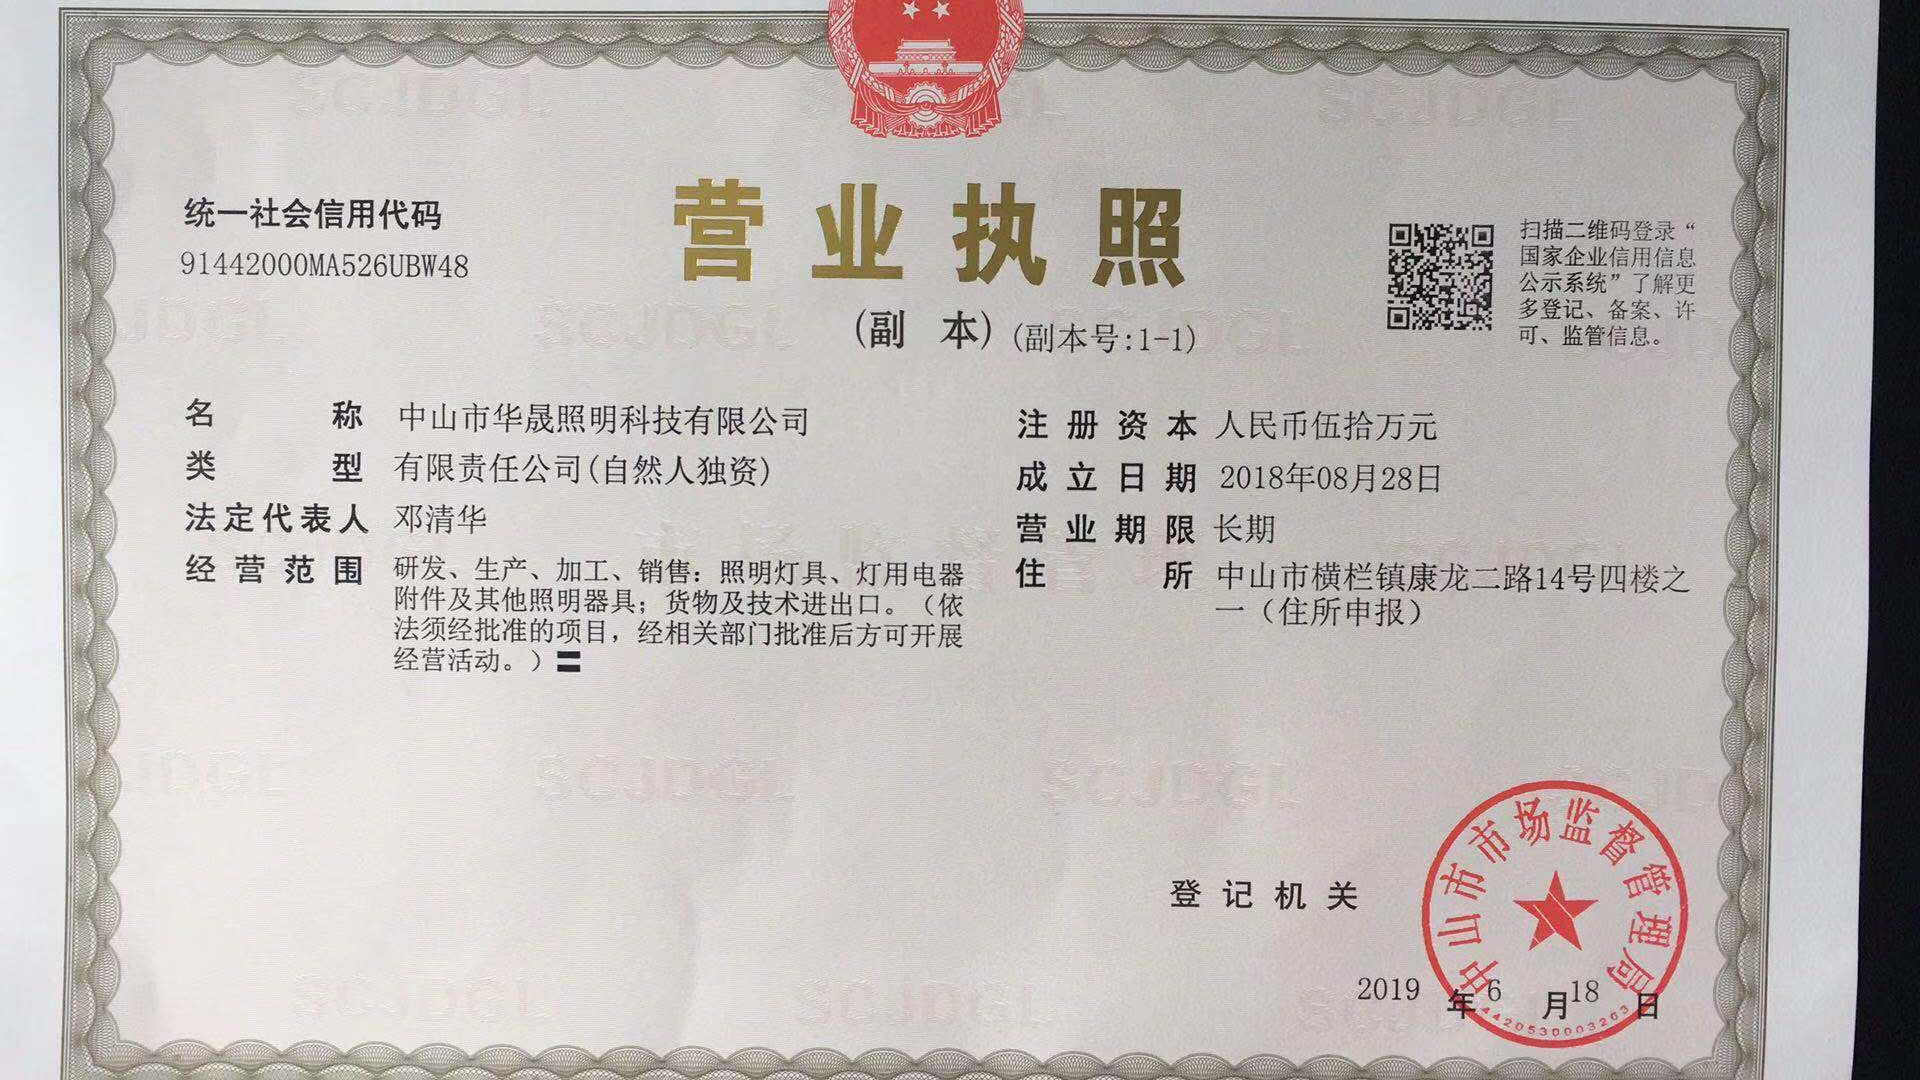 营业执照
(副 本) (副本号:1-1)
统一社会信用代码
91442000MA526UBW48
扫描二维码登录“
国家企业信用信息
公示系统”了解更
多登记、备案、许
可、监管信息。
名 称 中山市华晟照明科技有限公司
类 型 有限责任公司(自然人独资)
法定代表人 邓清华
经营范围 研发、生产、加工、销售：照明灯具、灯用电器
附件及其他照明器具；货物及技术进出口。（依
法须经批准的项目，经相关部门批准后方可开展
经营活动。）〓
注册资本 人民币伍拾万元
成立日期 2018年08月28日
营业期限 长期
住 所 中山市横栏镇康龙二路14号四楼之
一（住所申报）
登记机关
中山市市场监督管理局
2019 年 6 月 18 日
4420530003263
SCJDGL